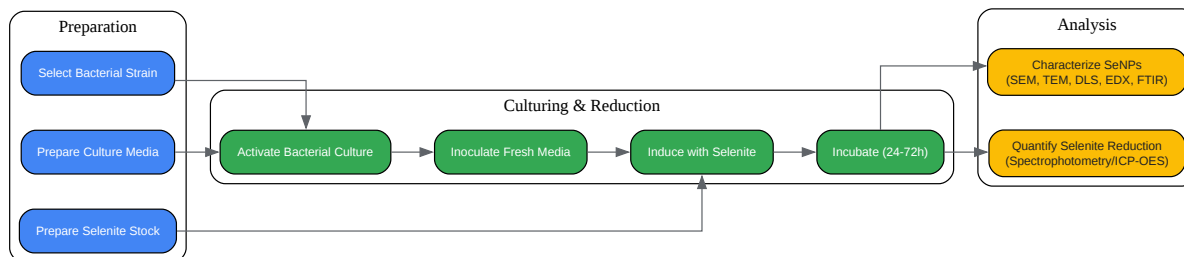 Preparation
Select Bacterial Strain
Prepare Culture Media
Prepare Selenite Stock
Culturing & Reduction
Activate Bacterial Culture
Inoculate Fresh Media
Induce with Selenite
Incubate (24-72h)
Analysis
Characterize SeNPs
(SEM, TEM, DLS, EDX, FTIR)
Quantify Selenite Reduction
(Spectrophotometry/ICP-OES)